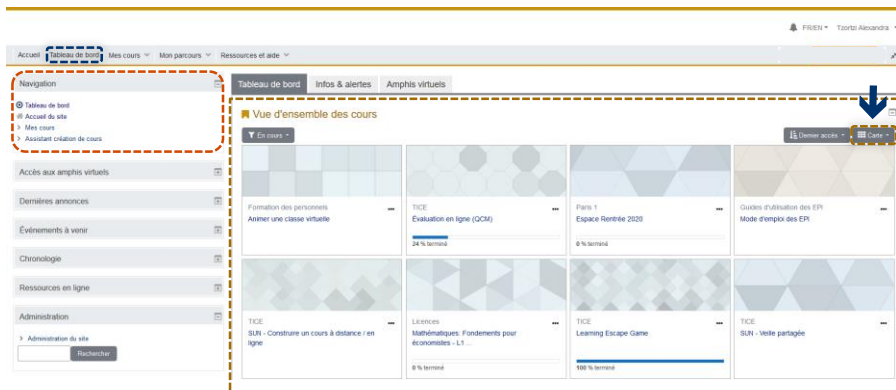 FR/EN Tzortzi Alexandra
Accueil Tableau de bord Mes cours Mon parcours Ressources et aide
Navigation
Tableau de bord
Accueil du site
Mes cours
Assistant création de cours
Accès aux amphis virtuels
Dernières annonces
Événements à venir
Chronologie
Ressources en ligne
Administration
Administration du site
Rechercher
Tableau de bord Infos & alertes Amphis virtuels
Vue d'ensemble des cours
En cours Dernier accès Carte
Formation des personnels
Animer une classe virtuelle
TICE
Évaluation en ligne (QCM)
24 % terminé
Paris 1
Espace Rentrée 2020
0 % terminé
Guides d'utilisation des EPI
Mode d'emploi des EPI
TICE
SUN - Construire un cours à distance / en
ligne
Licences
Mathématiques: Fondements pour
économistes - L1 ...
0 % terminé
TICE
Learning Escape Game
100 % terminé
TICE
SUN - Veille partagée